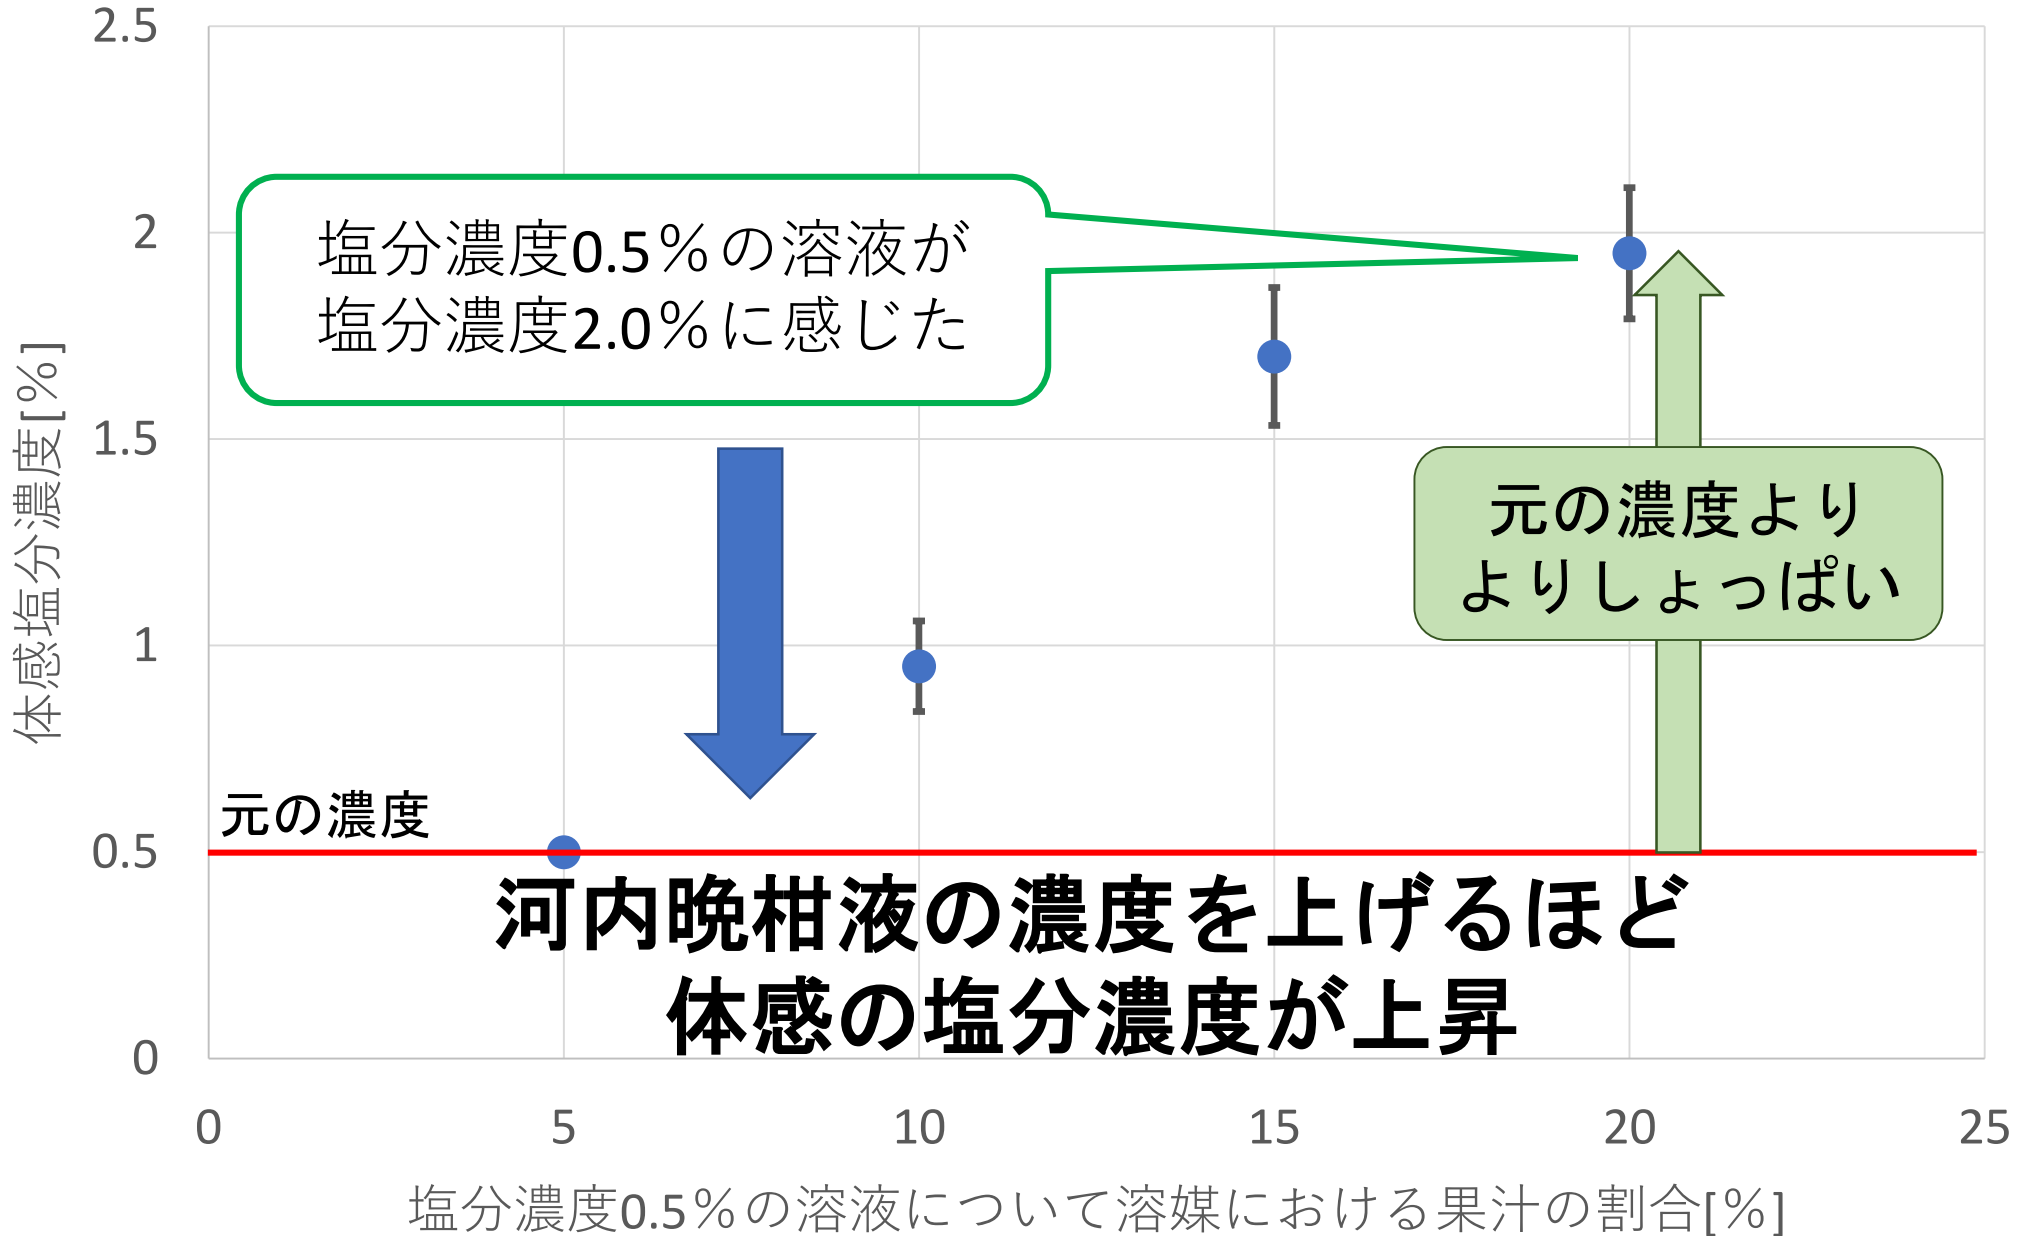 2.5
2
1.5
1
0.5
0
体感塩分濃度[％]
塩分濃度0.5％の溶液が
塩分濃度2.0％に感じた
元の濃度より
よりしょっぱい
元の濃度
河内晩柑液の濃度を上げるほど
体感の塩分濃度が上昇
0
5
10
15
20
25
塩分濃度0.5％の溶液について溶媒における果汁の割合[％]